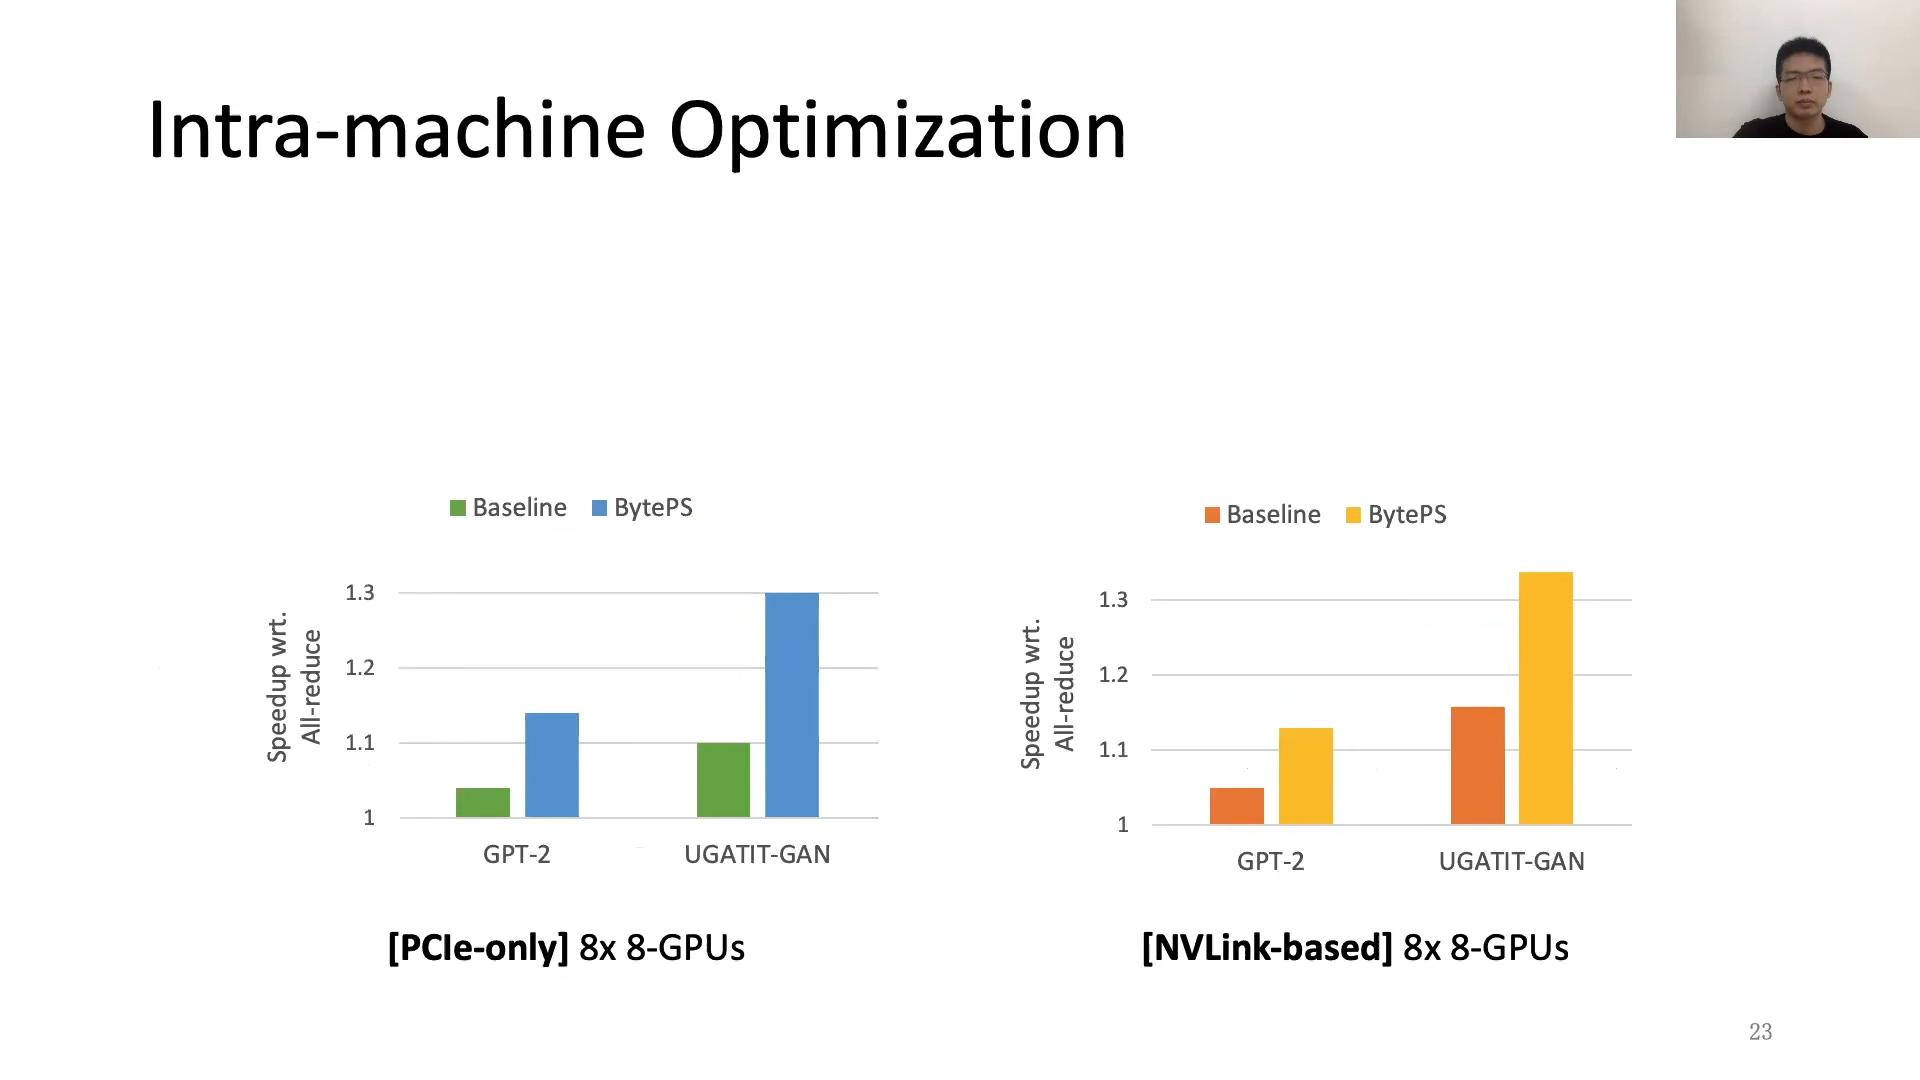 Intra-machine Optimization
Baseline BytePS
Speedup wrt.
All-reduce
1.3
1.2
1.1
1
GPT-2 UGATIT-GAN
[PCIe-only] 8x 8-GPUs
Baseline BytePS
Speedup wrt.
All-reduce
1.3
1.2
1.1
1
GPT-2 UGATIT-GAN
[NVLink-based] 8x 8-GPUs
23